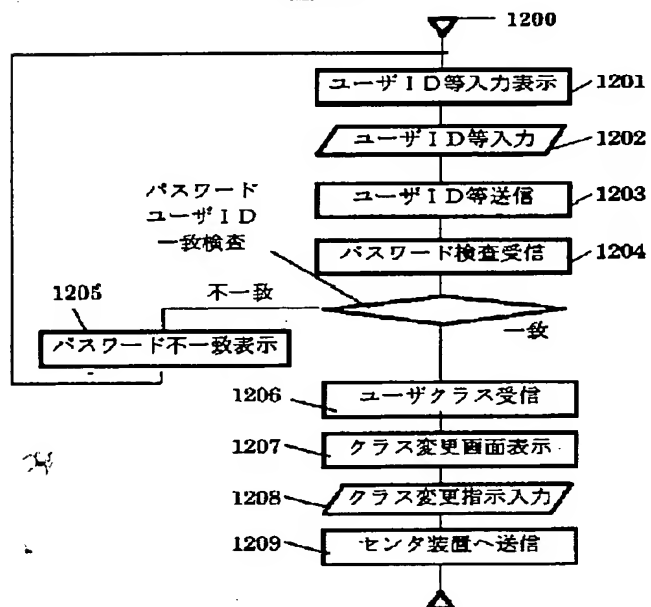 1200
ユーザID等入力表示 1201
ユーザID等入力 1202
パスワード
ユーザID
一致検査
ユーザID等送信 1203
パスワード検査受信 1204
1205 不一致
一致
パスワード不一致表示
1206 ユーザクラス受信
1207 クラス変更画面表示
1208 クラス変更指示入力
1209 センタ装置へ送信